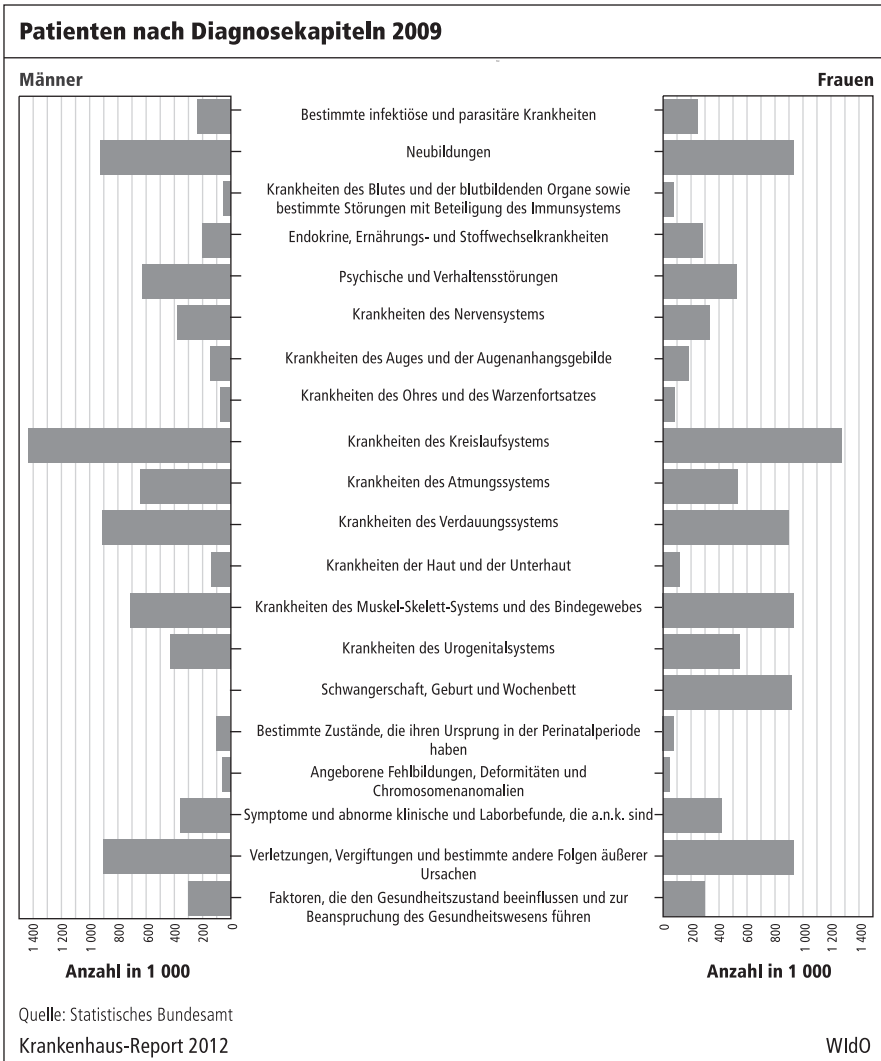 Patienten nach Diagnosekapiteln 2009
Männer
Frauen
Bestimmte infektiöse und parasitäre Krankheiten
Neubildungen
Krankheiten des Blutes und der blutbildenden Organe sowie
bestimmte Störungen mit Beteiligung des Immunsystems
Endokrine, Ernährungs- und Stoffwechselkrankheiten
Psychische und Verhaltensstörungen
Krankheiten des Nervensystems
Krankheiten des Auges und der Augenanhangsgebilde
Krankheiten des Ohres und des Warzenfortsatzes
Krankheiten des Kreislaufsystems
Krankheiten des Atmungssystems
Krankheiten des Verdauungssystems
Krankheiten der Haut und der Unterhaut
Krankheiten des Muskel-Skelett-Systems und des Bindegewebes
Krankheiten des Urogenitalsystems
Schwangerschaft, Geburt und Wochenbett
Bestimmte Zustände, die ihren Ursprung in der Perinatalperiode
haben
Angeborene Fehlbildungen, Deformitäten und
Chromosomenanomalien
Symptome und abnorme klinische und Laborbefunde, die a.n.k. sind
Verletzungen, Vergiftungen und bestimmte andere Folgen äußerer
Ursachen
Faktoren, die den Gesundheitszustand beeinflussen und zur
Beanspruchung des Gesundheitswesens führen
1 400 1 200 1 000 800 600 400 200 0
0 200 400 600 800 1 000 1 200 1 400
Anzahl in 1 000
Anzahl in 1 000
Quelle: Statistisches Bundesamt
Krankenhaus-Report 2012
WIdO